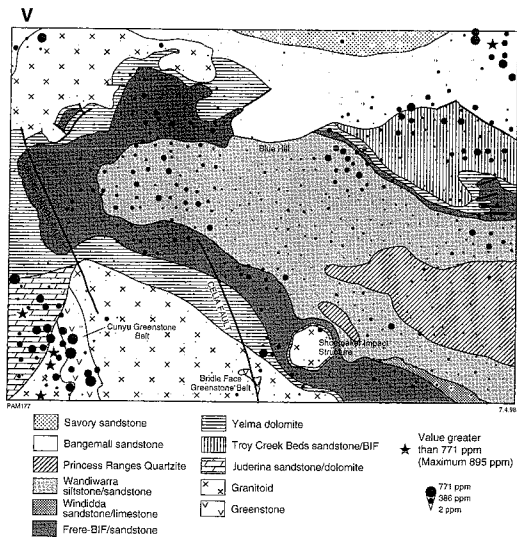 V
Blue Hill
Cunyu Greenstone
Belt
FAULT
Shoemaker Impact
Structure
Bridle Face
Greenstone Belt
PAM177
7.4.98
Savory sandstone
Bangemall sandstone
Princess Ranges Quartzite
Wandiwarra
siltstone/sandstone
Windidda
sandstone/limestone
Frere-BIF/sandstone
Yelma dolomite
Troy Creek Beds sandstone/BIF
Juderina sandstone/dolomite
Granitoid
Greenstone
Value greater
than 771 ppm
(Maximum 895 ppm)
771 ppm
386 ppm
2 ppm